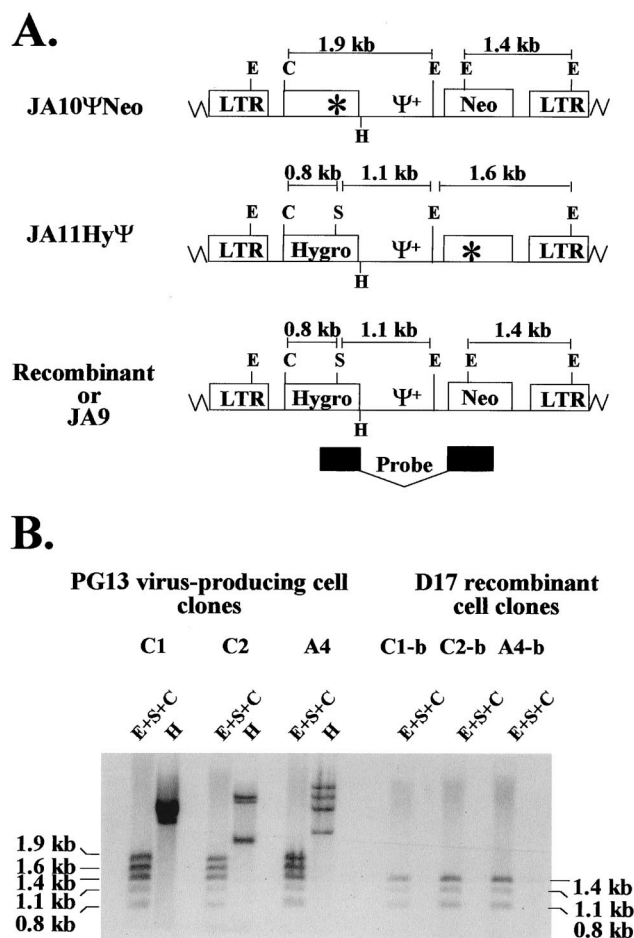 A.
1.9 kb 1.4 kb
E C E E E
JA10ΨNeo LTR * Ψ+ Neo LTR
H
0.8 kb 1.1 kb 1.6 kb
E C S E E
JA11HyΨ LTR Hygro Ψ+ * LTR
H
0.8 kb 1.1 kb 1.4 kb
E C S E E E
Recombinant or JA9 LTR Hygro Ψ+ Neo LTR
H
Probe
B.
PG13 virus-producing cell clones
D17 recombinant cell clones
C1 C2 A4 C1-b C2-b A4-b
E+S+C H E+S+C H E+S+C H E+S+C E+S+C E+S+C
1.9 kb
1.6 kb
1.4 kb
1.1 kb
0.8 kb
1.4 kb
1.1 kb
0.8 kb